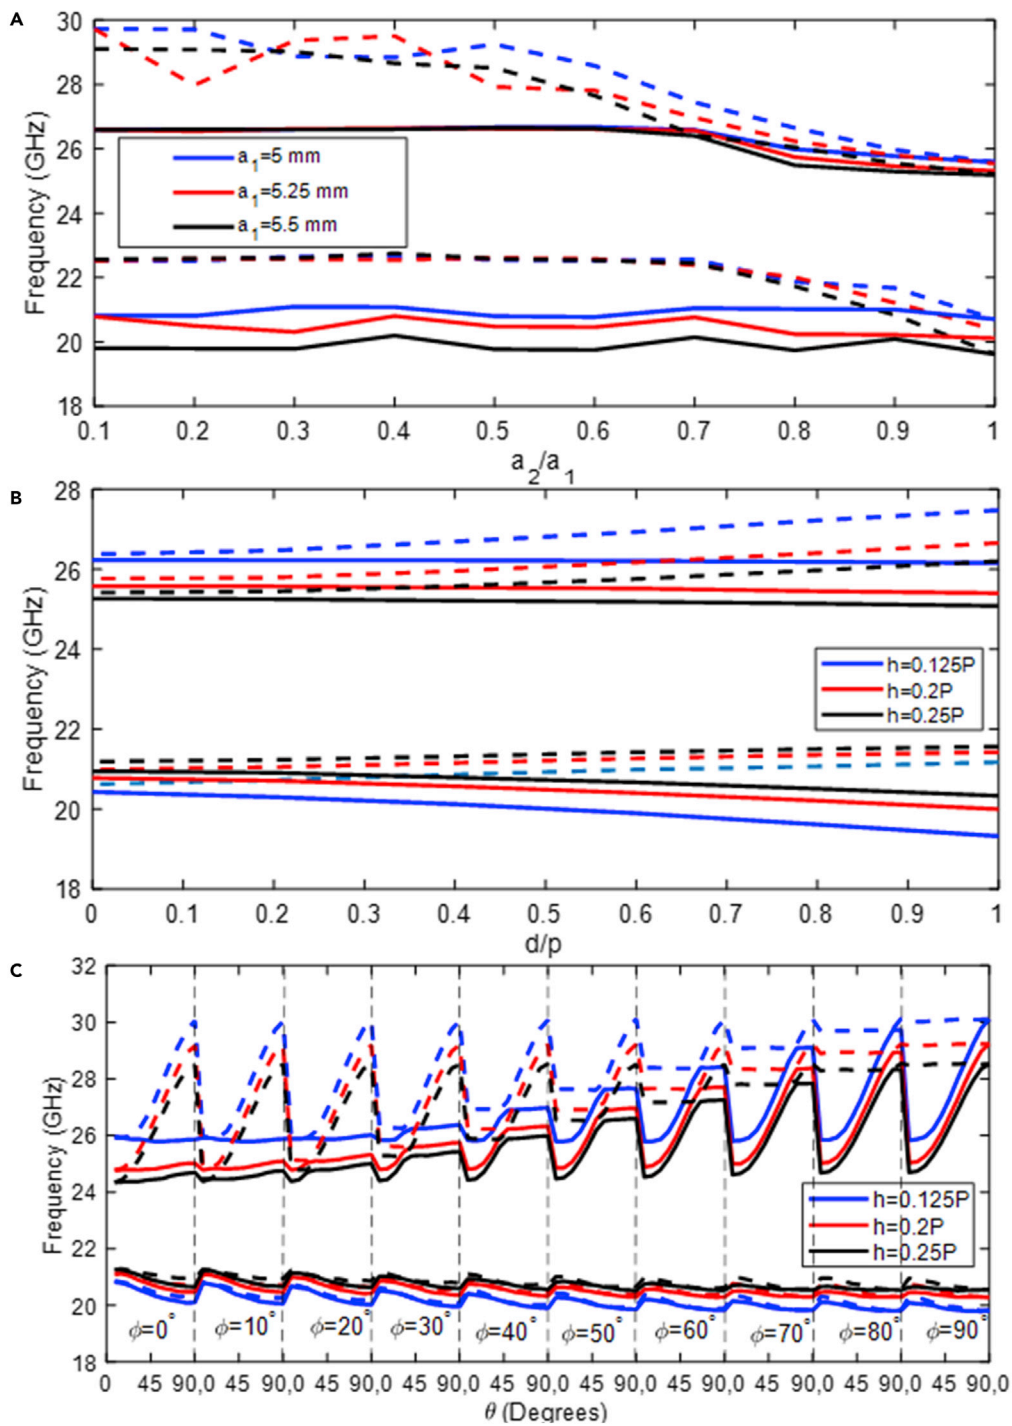 A
30
28
26
24
22
20
18
Frequency (GHz)
a1=5 mm
a1=5.25 mm
a1=5.5 mm
0.1 0.2 0.3 0.4 0.5 0.6 0.7 0.8 0.9 1
a2/a1
B
28
26
24
22
20
18
Frequency (GHz)
h=0.125P
h=0.2P
h=0.25P
0 0.1 0.2 0.3 0.4 0.5 0.6 0.7 0.8 0.9 1
d/p
C
32
30
28
26
24
22
20
18
Frequency (GHz)
h=0.125P
h=0.2P
h=0.25P
ϕ=0° ϕ=10° ϕ=20° ϕ=30° ϕ=40° ϕ=50° ϕ=60° ϕ=70° ϕ=80° ϕ=90°
0 45 90,0 45 90,0 45 90,0 45 90,0 45 90,0 45 90,0 45 90,0 45 90,0 45 90,0 45 90,0
θ (Degrees)